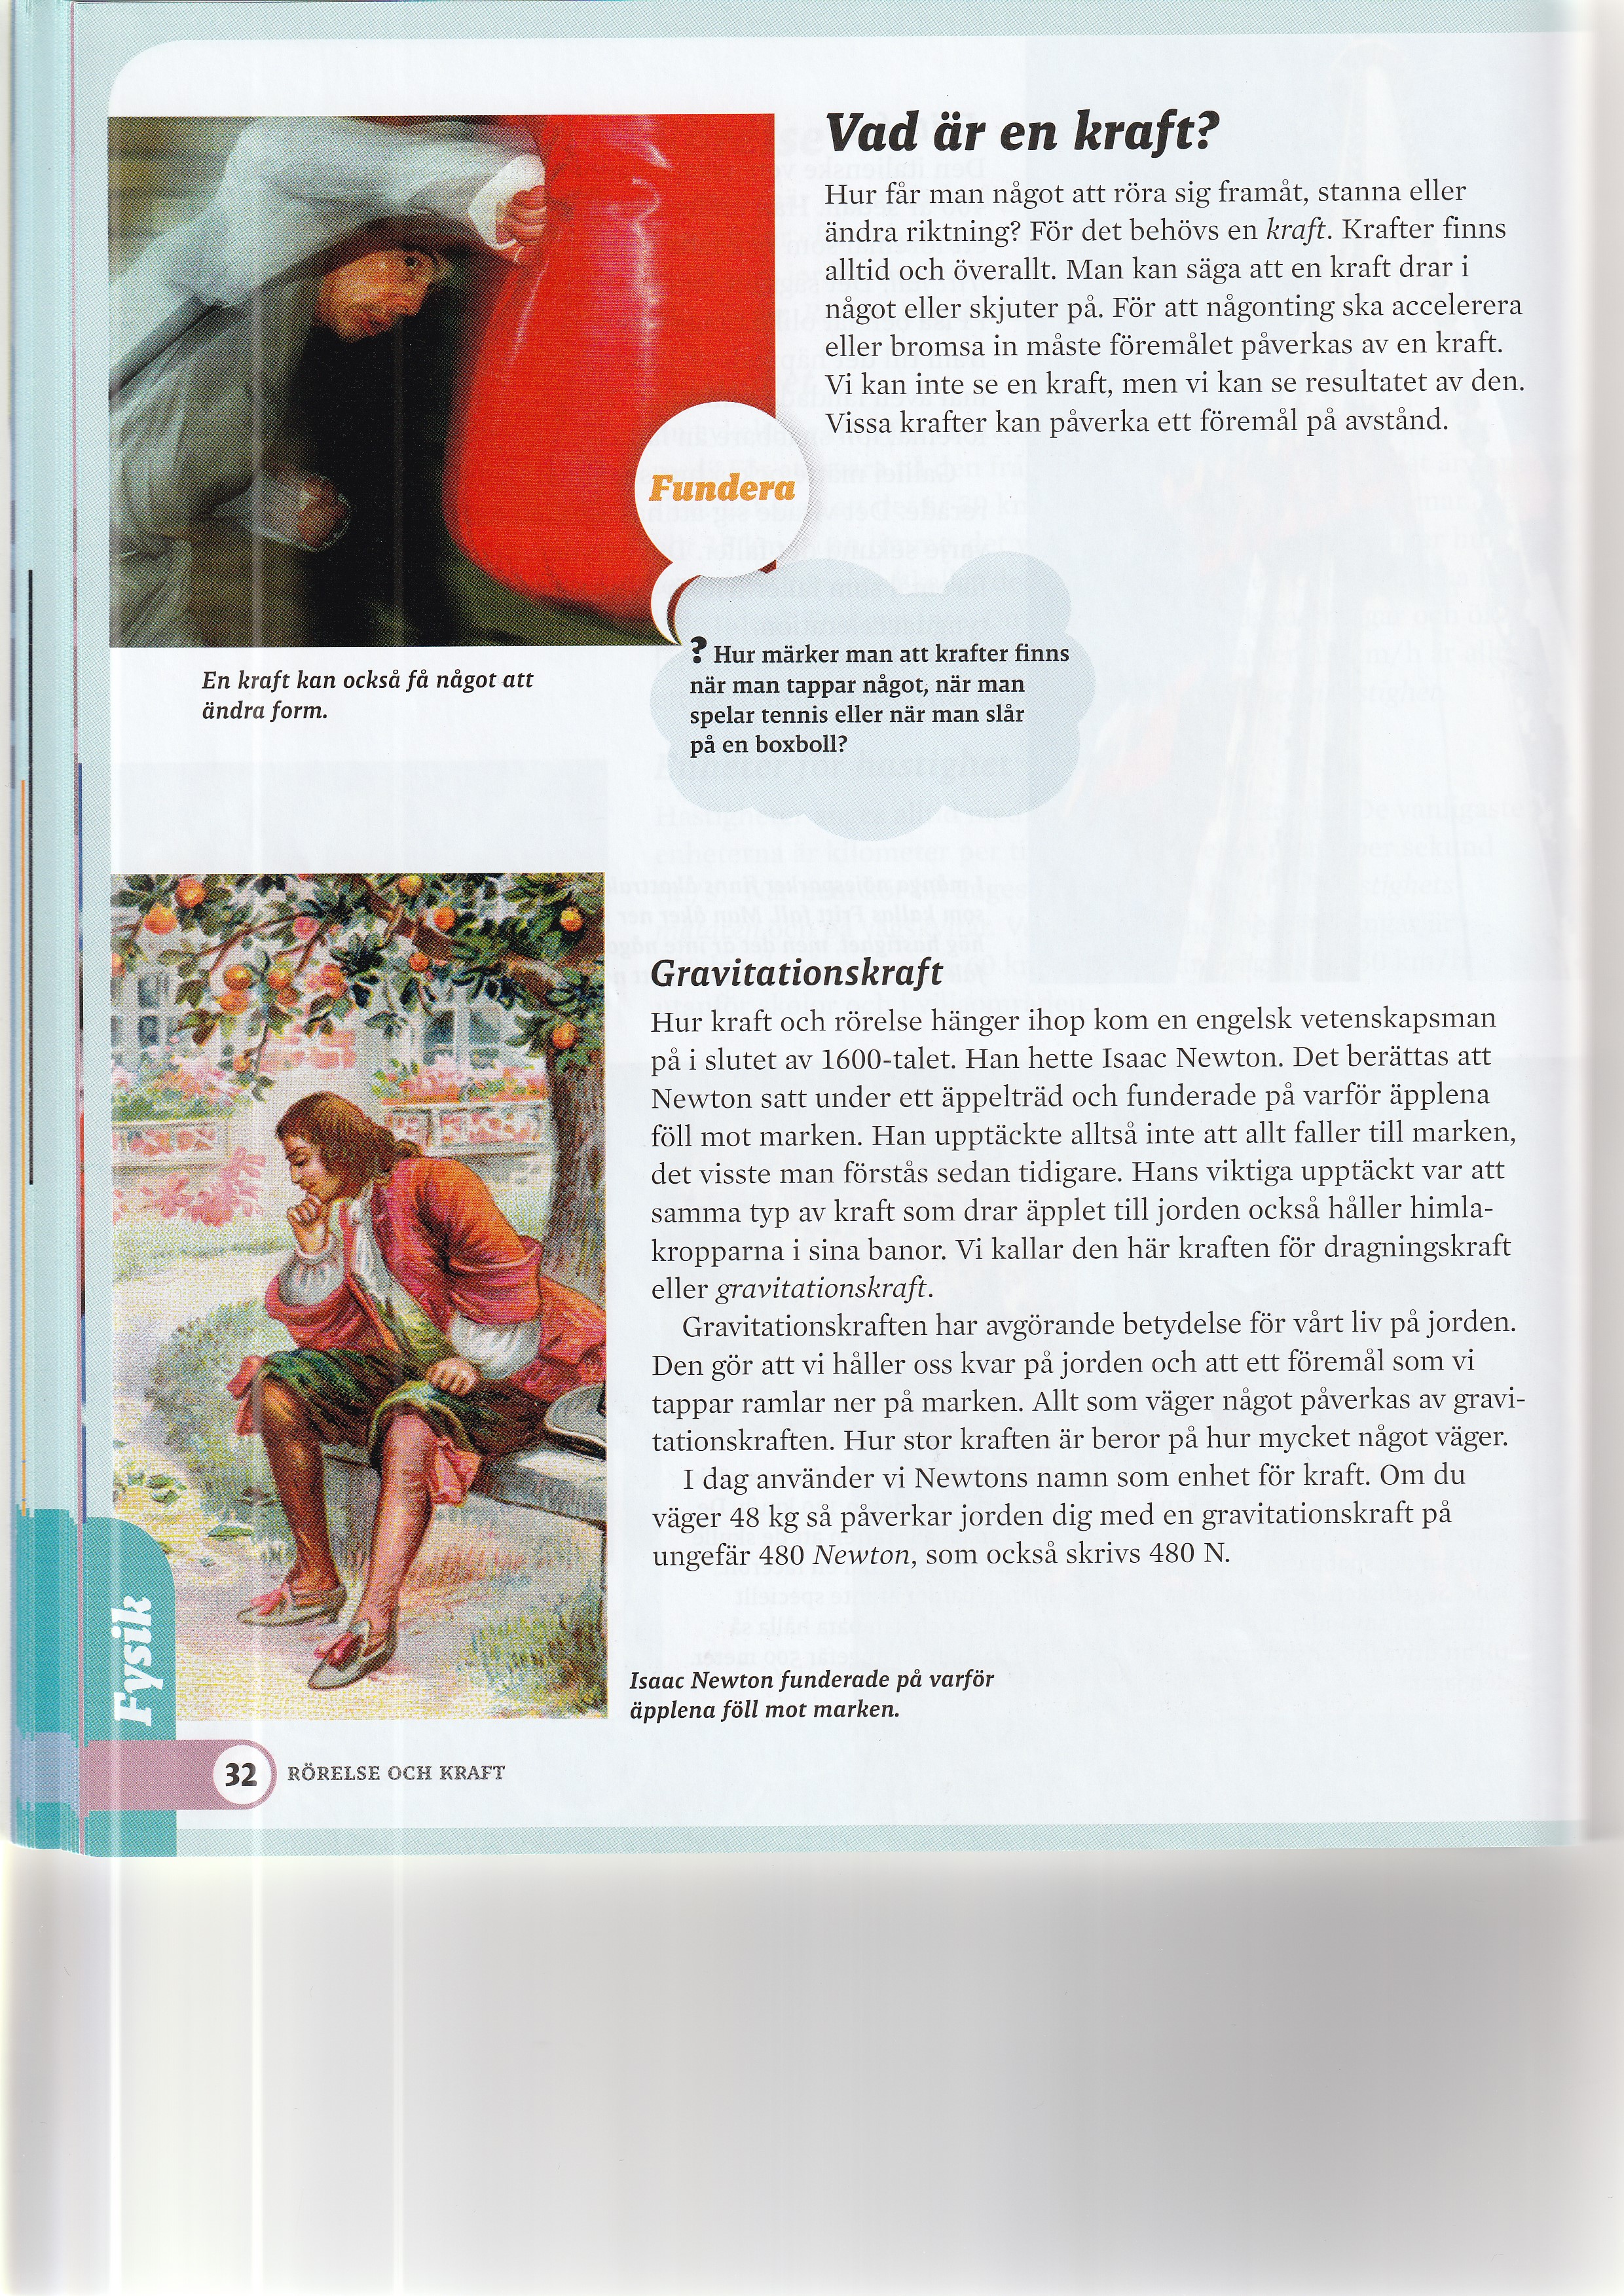 Vad är en kraft?
Hur får man något att röra sig framåt, stanna eller
ändra riktning? För det behövs en kraft. Krafter finns
alltid och överallt. Man kan säga att en kraft drar i
något eller skjuter på. För att någonting ska accelerera
eller bromsa in måste föremålet påverkas av en kraft.
Vi kan inte se en kraft, men vi kan se resultatet av den.
Vissa krafter kan påverka ett föremål på avstånd.
Fundera
? Hur märker man att krafter finns
när man tappar något, när man
spelar tennis eller när man slår
på en boxboll?
En kraft kan också få något att
ändra form.
Gravitationskraft
Hur kraft och rörelse hänger ihop kom en engelsk vetenskapsman
på i slutet av 1600-talet. Han hette Isaac Newton. Det berättas att
Newton satt under ett äppelträd och funderade på varför äpplena
föll mot marken. Han upptäckte alltså inte att allt faller till marken,
det visste man förstås sedan tidigare. Hans viktiga upptäckt var att
samma typ av kraft som drar äpplet till jorden också håller himla-
kropparna i sina banor. Vi kallar den här kraften för dragningskraft
eller gravitationskraft.
Gravitationskraften har avgörande betydelse för vårt liv på jorden.
Den gör att vi håller oss kvar på jorden och att ett föremål som vi
tappar ramlar ner på marken. Allt som väger något påverkas av gravi-
tationskraften. Hur stor kraften är beror på hur mycket något väger.
I dag använder vi Newtons namn som enhet för kraft. Om du
väger 48 kg så påverkar jorden dig med en gravitationskraft på
ungefär 480 Newton, som också skrivs 480 N.
Isaac Newton funderade på varför
äpplena föll mot marken.
Fysik
32 RÖRELSE OCH KRAFT